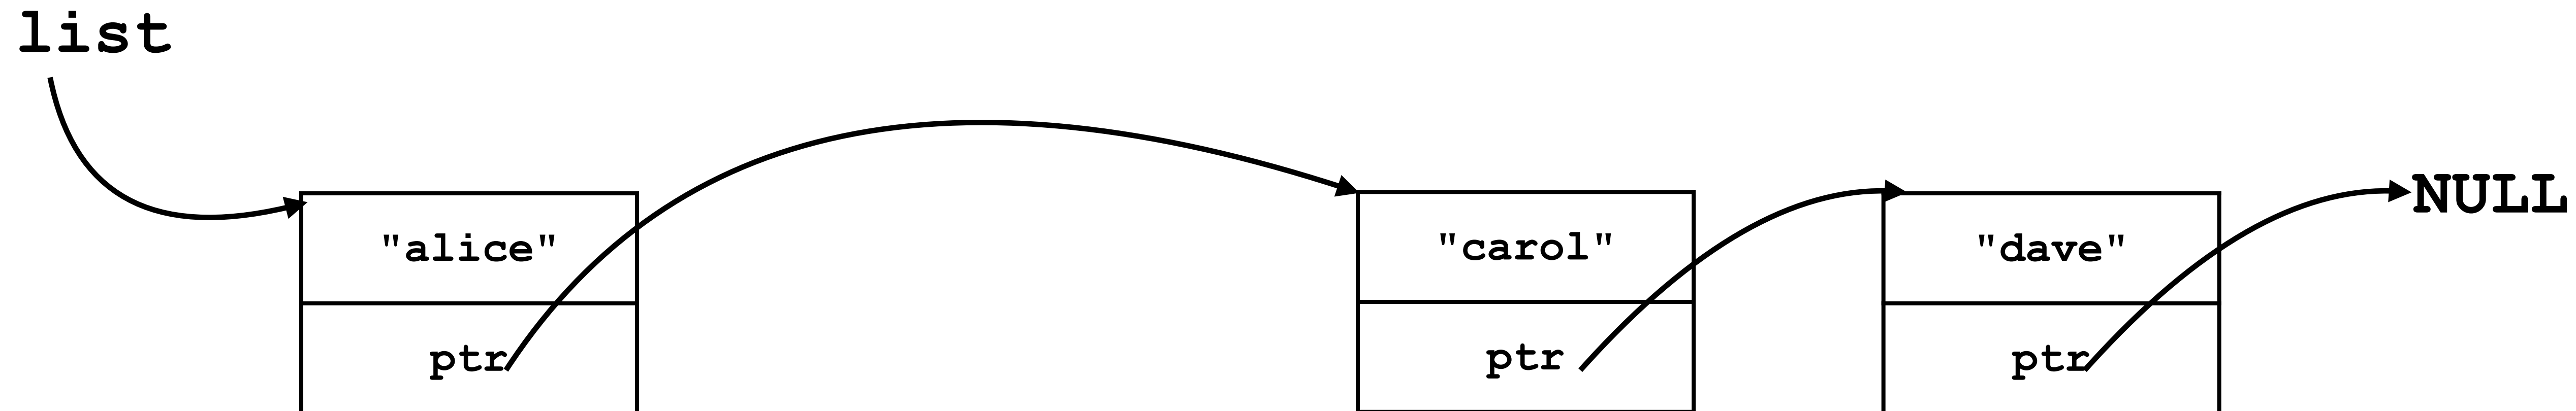 list
NULL
"alice"
"carol"
"dave"
ptr
ptr
ptr